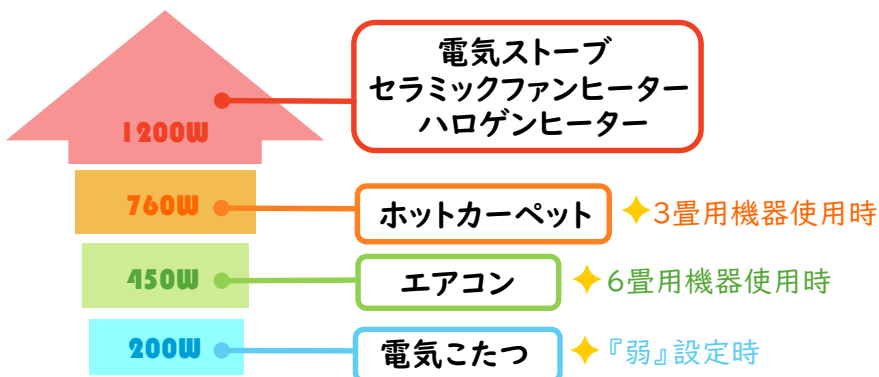 電気ストーブ
セラミックファンヒーター
ハロゲンヒーター
1200W
760W
ホットカーペット
3畳用機器使用時
450W
エアコン
6畳用機器使用時
200W
電気こたつ
『弱』設定時